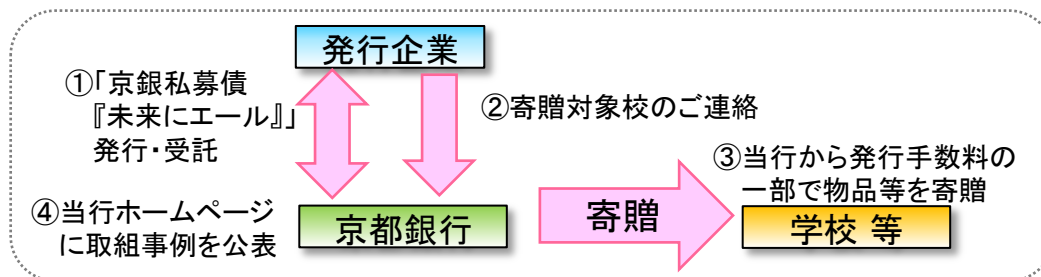 発行企業
①「京銀私募債
『未来にエール』」
発行・受託
②寄贈対象校のご連絡
③当行から発行手数料の
一部で物品等を寄贈
④当行ホームページ
に取組事例を公表
京都銀行
寄贈
学校 等